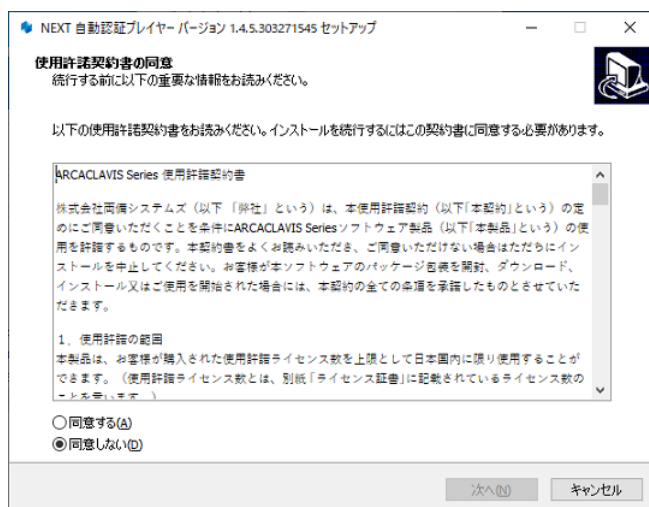 NEXT 自動認証プレイヤー バージョン 1.4.5.303271545 セットアップ
使用許諾契約書の同意
続行する前に以下の重要な情報をお読みください。
以下の使用許諾契約書をお読みください。インストールを続行するにはこの契約書に同意する必要があります。
ARCACLAVIS Series 使用許諾契約書
株式会社両備システムズ（以下 「弊社」 という）は、本使用許諾契約（以下｢本契約｣という）の定
めにご同意いただくことを条件にARCACLAVIS Seriesソフトウェア製品（以下｢本製品｣という）の使
用を許諾するものです。本契約書をよくお読みいただき、ご同意いただけない場合はただちにイン
ストールを中止してください。お客様が本ソフトウェアのパッケージ包装を開封、ダウンロード、
インストール又はご使用を開始された場合には、本契約の全ての条項を承諾したものとさせていた
だきます。
１．使用許諾の範囲
本製品は、お客様が購入された使用許諾ライセンス数を上限として日本国内に限り使用することが
できます。（使用許諾ライセンス数とは、別紙｢ライセンス証書｣に記載されているライセンス数の
ことを言います。）
同意する(A)
同意しない(D)
次へ(N)
キャンセル